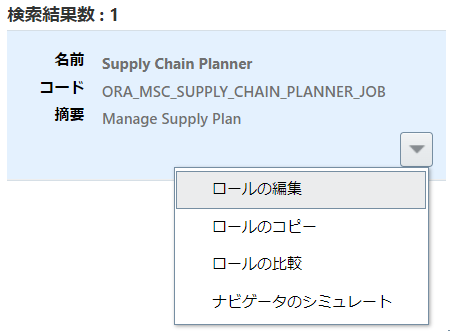 検索結果数 : 1
名前 Supply Chain Planner
コード ORA_MSC_SUPPLY_CHAIN_PLANNER_JOB
摘要 Manage Supply Plan
ロールの編集
ロールのコピー
ロールの比較
ナビゲータのシミュレート